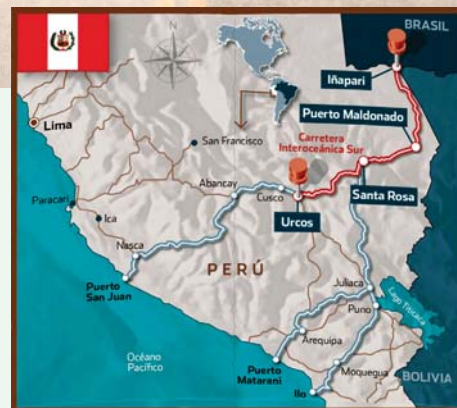 N
BRASIL
Iñapari
Puerto Maldonado
Lima
San Francisco
Carretera
Interoceánica Sur
Abancay
Cusco
Santa Rosa
Urcos
Paracari
Ica
Nasca
PERÚ
Puerto
San Juan
Juliaca
Puno
Lago Titicaca
Arequipa
Océano
Pacífico
Puerto
Matarani
Moquegua
Ilo
BOLIVIA